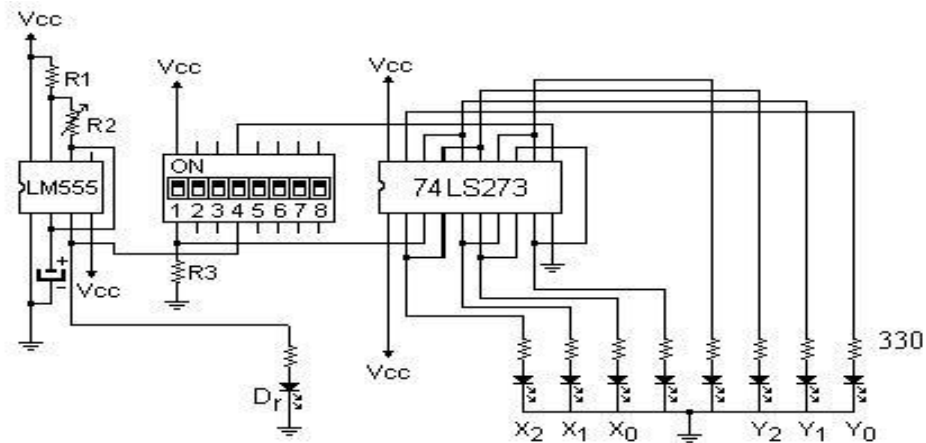 Vcc
R1
R2
LM555
Vcc
Vcc
ON
1 2 3 4 5 6 7 8
R3
Dr
Vcc
74LS273
Vcc
330
X2 X1 X0 Y2 Y1 Y0